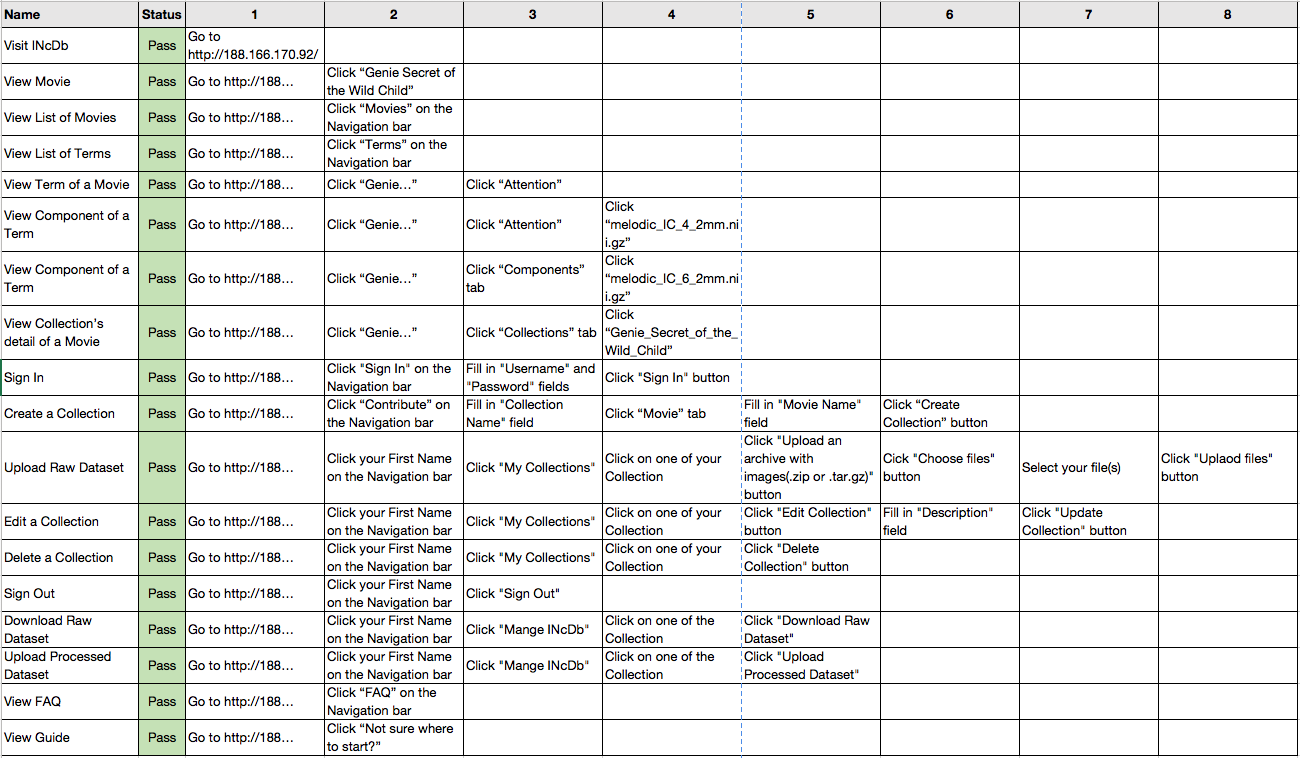 Name Status 1 2 3 4 5 6 7 8
Visit INcDb Pass Go to
http://188.166.170.92/
View Movie Pass Go to http://188... Click “Genie Secret of
the Wild Child”
View List of Movies Pass Go to http://188... Click “Movies” on the
Navigation bar
View List of Terms Pass Go to http://188... Click “Terms” on the
Navigation bar
View Term of a Movie Pass Go to http://188... Click “Genie...” Click “Attention”
View Component of a
Term
Pass Go to http://188... Click “Genie...” Click “Attention”
Click
“melodic_IC_4_2mm.ni
i.gz”
View Component of a
Term
Pass Go to http://188... Click “Genie...”
Click “Components”
tab
Click
“melodic_IC_6_2mm.ni
i.gz”
View Collection’s
detail of a Movie
Pass Go to http://188... Click “Genie...” Click “Collections” tab
Click
“Genie_Secret_of_the_
Wild_Child”
Sign In Pass Go to http://188...
Click "Sign In" on the
Navigation bar
Fill in "Username" and
"Password" fields
Click "Sign In" button
Create a Collection Pass Go to http://188...
Click “Contribute” on
the Navigation bar
Fill in "Collection
Name" field
Click “Movie” tab
Fill in "Movie Name"
field
Click “Create
Collection” button
Upload Raw Dataset Pass Go to http://188...
Click your First Name
on the Navigation bar
Click "My Collections"
Click on one of your
Collection
Click "Upload an
archive with
images(.zip or .tar.gz)"
button
Cick "Choose files"
button
Select your file(s)
Click "Uplaod files"
button
Edit a Collection Pass Go to http://188...
Click your First Name
on the Navigation bar
Click "My Collections"
Click on one of your
Collection
Click "Edit Collection"
button
Fill in "Description"
field
Click "Update
Collection" button
Delete a Collection Pass Go to http://188...
Click your First Name
on the Navigation bar
Click "My Collections"
Click on one of your
Collection
Click "Delete
Collection" button
Sign Out Pass Go to http://188...
Click your First Name
on the Navigation bar
Click "Sign Out"
Download Raw
Dataset
Pass Go to http://188...
Click your First Name
on the Navigation bar
Click "Mange INcDb"
Click on one of the
Collection
Click "Download Raw
Dataset"
Upload Processed
Dataset
Pass Go to http://188...
Click your First Name
on the Navigation bar
Click "Mange INcDb"
Click on one of the
Collection
Click "Upload
Processed Dataset"
View FAQ Pass Go to http://188...
Click “FAQ” on the
Navigation bar
View Guide Pass Go to http://188...
Click “Not sure where
to start?”